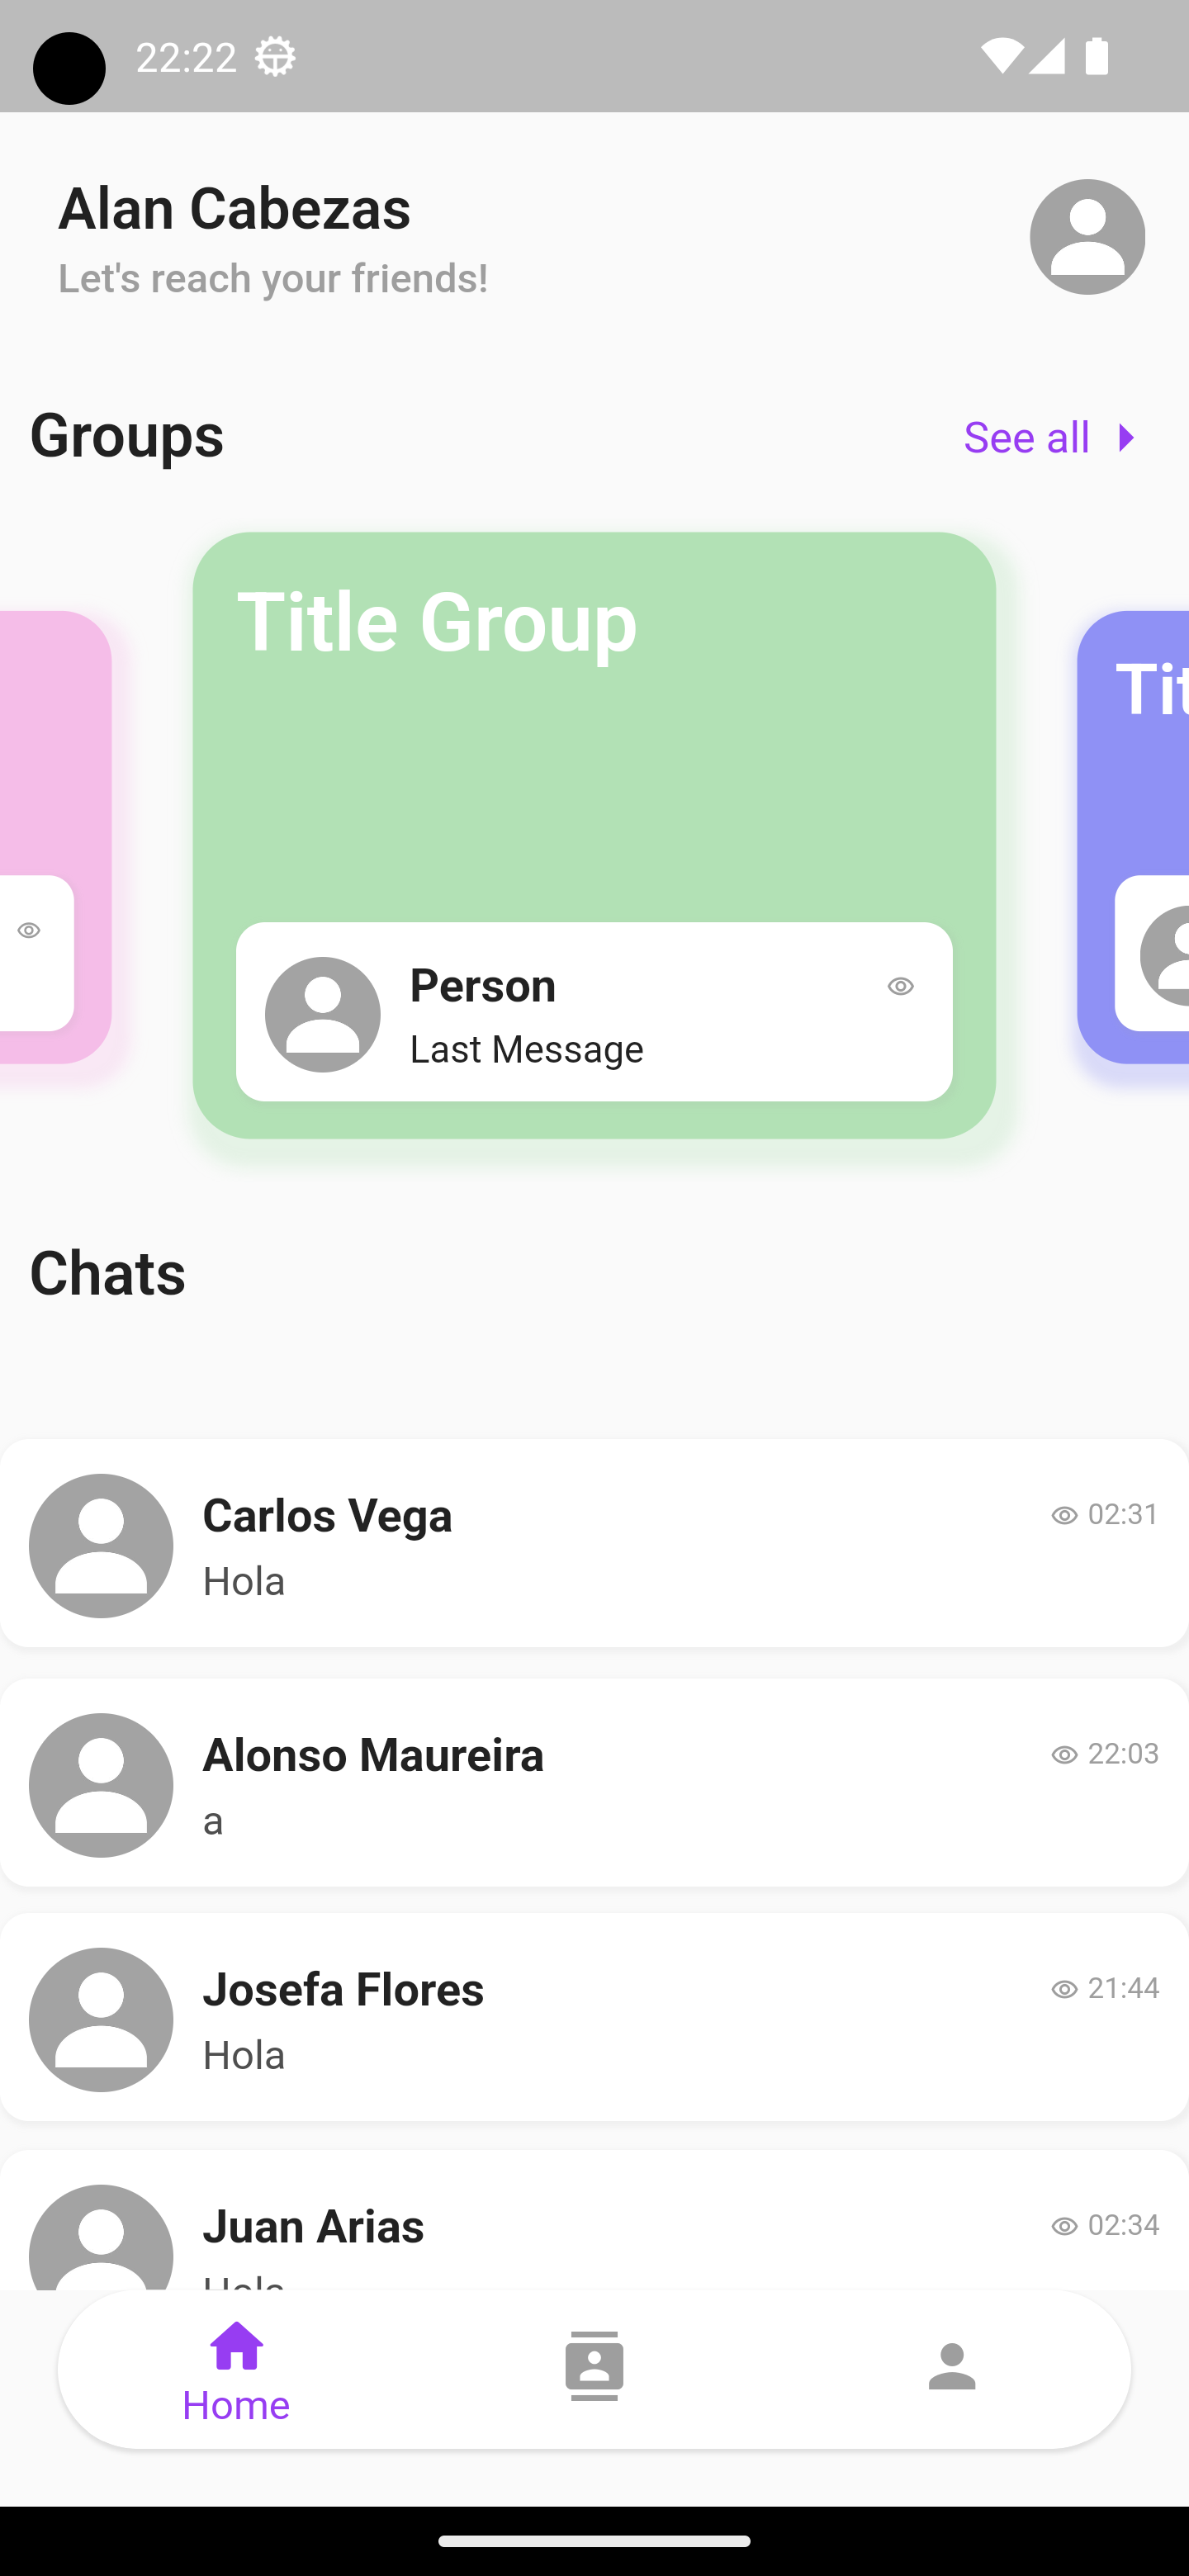 22:22
Alan Cabezas
Let's reach your friends!
Groups
See all
Title Group
Tit
Person
Last Message
Chats
Carlos Vega
02:31
Hola
Alonso Maureira
22:03
a
Josefa Flores
21:44
Hola
Juan Arias
02:34
Hola
Home